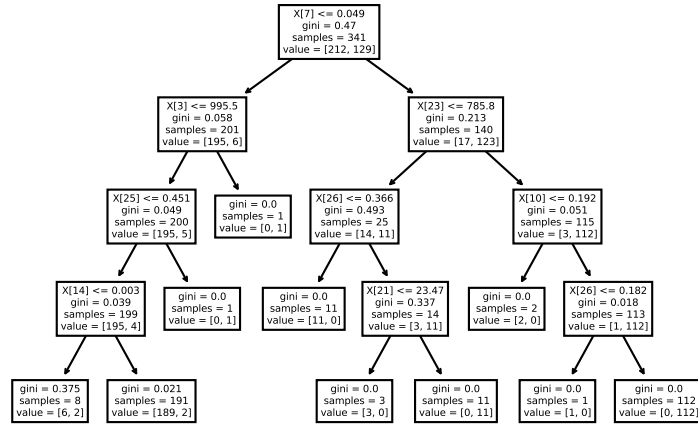 X[7] <= 0.049
gini = 0.47
samples = 341
value = [212, 129]
X[3] <= 995.5
gini = 0.058
samples = 201
value = [195, 6]
X[23] <= 785.8
gini = 0.213
samples = 140
value = [17, 123]
X[25] <= 0.451
gini = 0.049
samples = 200
value = [195, 5]
gini = 0.0
samples = 1
value = [0, 1]
X[26] <= 0.366
gini = 0.493
samples = 25
value = [14, 11]
X[10] <= 0.192
gini = 0.051
samples = 115
value = [3, 112]
X[14] <= 0.003
gini = 0.039
samples = 199
value = [195, 4]
gini = 0.0
samples = 1
value = [0, 1]
gini = 0.0
samples = 11
value = [11, 0]
X[21] <= 23.47
gini = 0.337
samples = 14
value = [3, 11]
gini = 0.0
samples = 2
value = [2, 0]
X[26] <= 0.182
gini = 0.018
samples = 113
value = [1, 112]
gini = 0.375
samples = 8
value = [6, 2]
gini = 0.021
samples = 191
value = [189, 2]
gini = 0.0
samples = 3
value = [3, 0]
gini = 0.0
samples = 11
value = [0, 11]
gini = 0.0
samples = 1
value = [1, 0]
gini = 0.0
samples = 112
value = [0, 112]